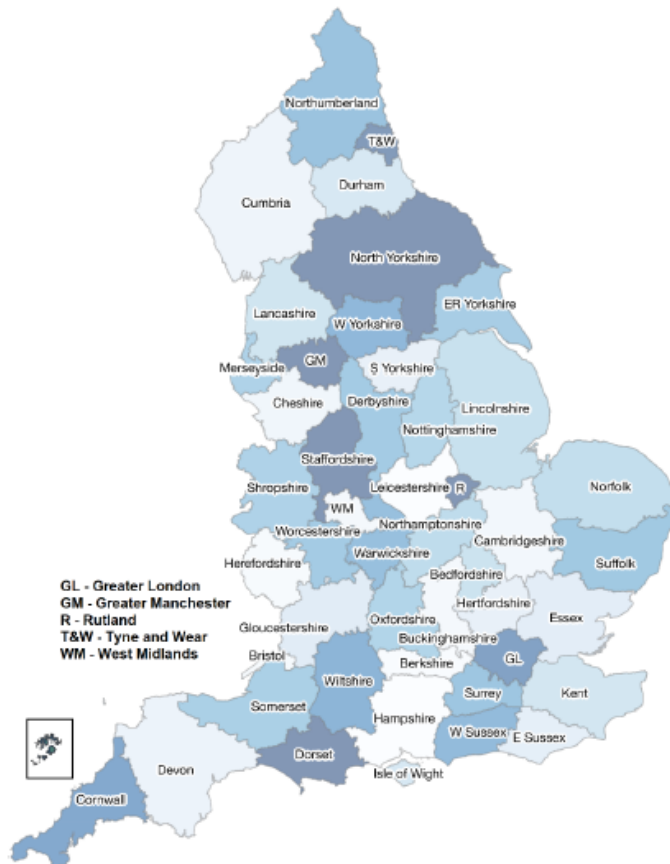 Northumberland
T&W
Durham
Cumbria
North Yorkshire
ER Yorkshire
Lancashire
W Yorkshire
GM
S Yorkshire
Merseyside
Cheshire
Derbyshire
Lincolnshire
Nottinghamshire
Staffordshire
Shropshire
Leicestershire
R
Norfolk
WM
Northamptonshire
Worcestershire
Cambridgeshire
Warwickshire
Suffolk
Herefordshire
Bedfordshire
GL - Greater London
GM - Greater Manchester
R - Rutland
T&W - Tyne and Wear
WM - West Midlands
Hertfordshire
Essex
Gloucestershire
Oxfordshire
Buckinghamshire
Bristol
GL
Berkshire
Wiltshire
Surrey
Kent
Somerset
Hampshire
W Sussex
E Sussex
Dorset
Devon
Isle of Wight
Cornwall